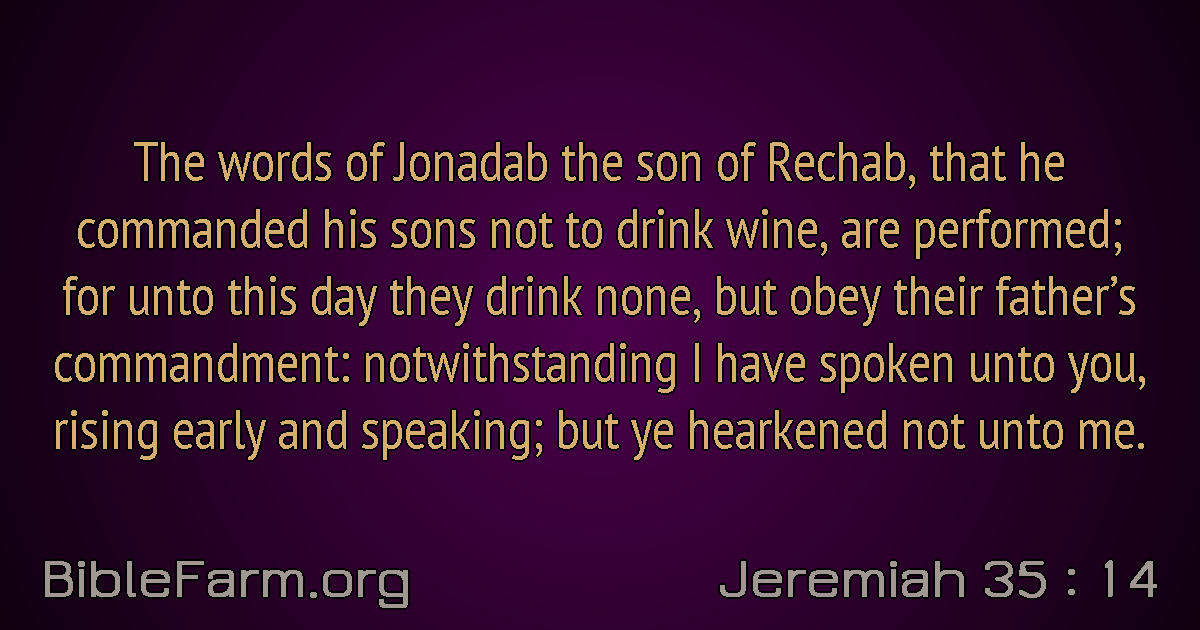 The words of Jonadab the son of Rechab, that he
commanded his sons not to drink wine, are performed;
for unto this day they drink none, but obey their father’s
commandment: notwithstanding I have spoken unto you,
rising early and speaking; but ye hearkened not unto me.
BibleFarm.org
Jeremiah 35 : 14